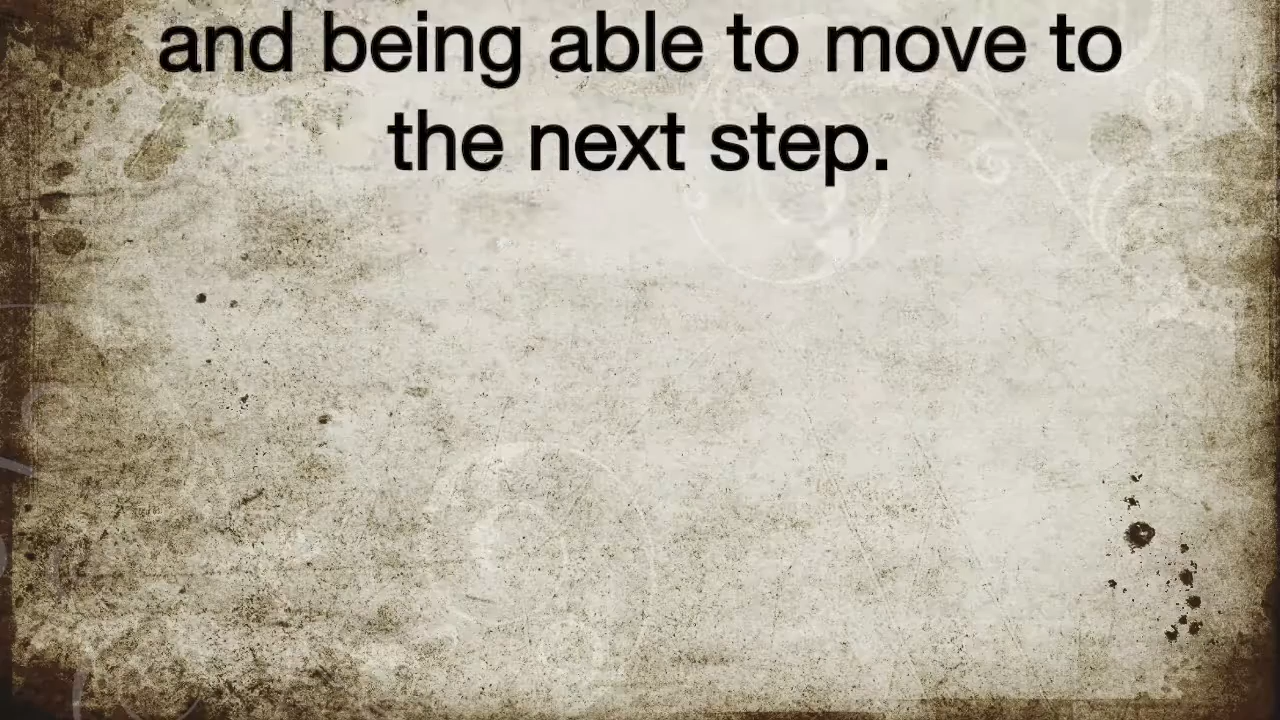 and being able to move to
the next step.